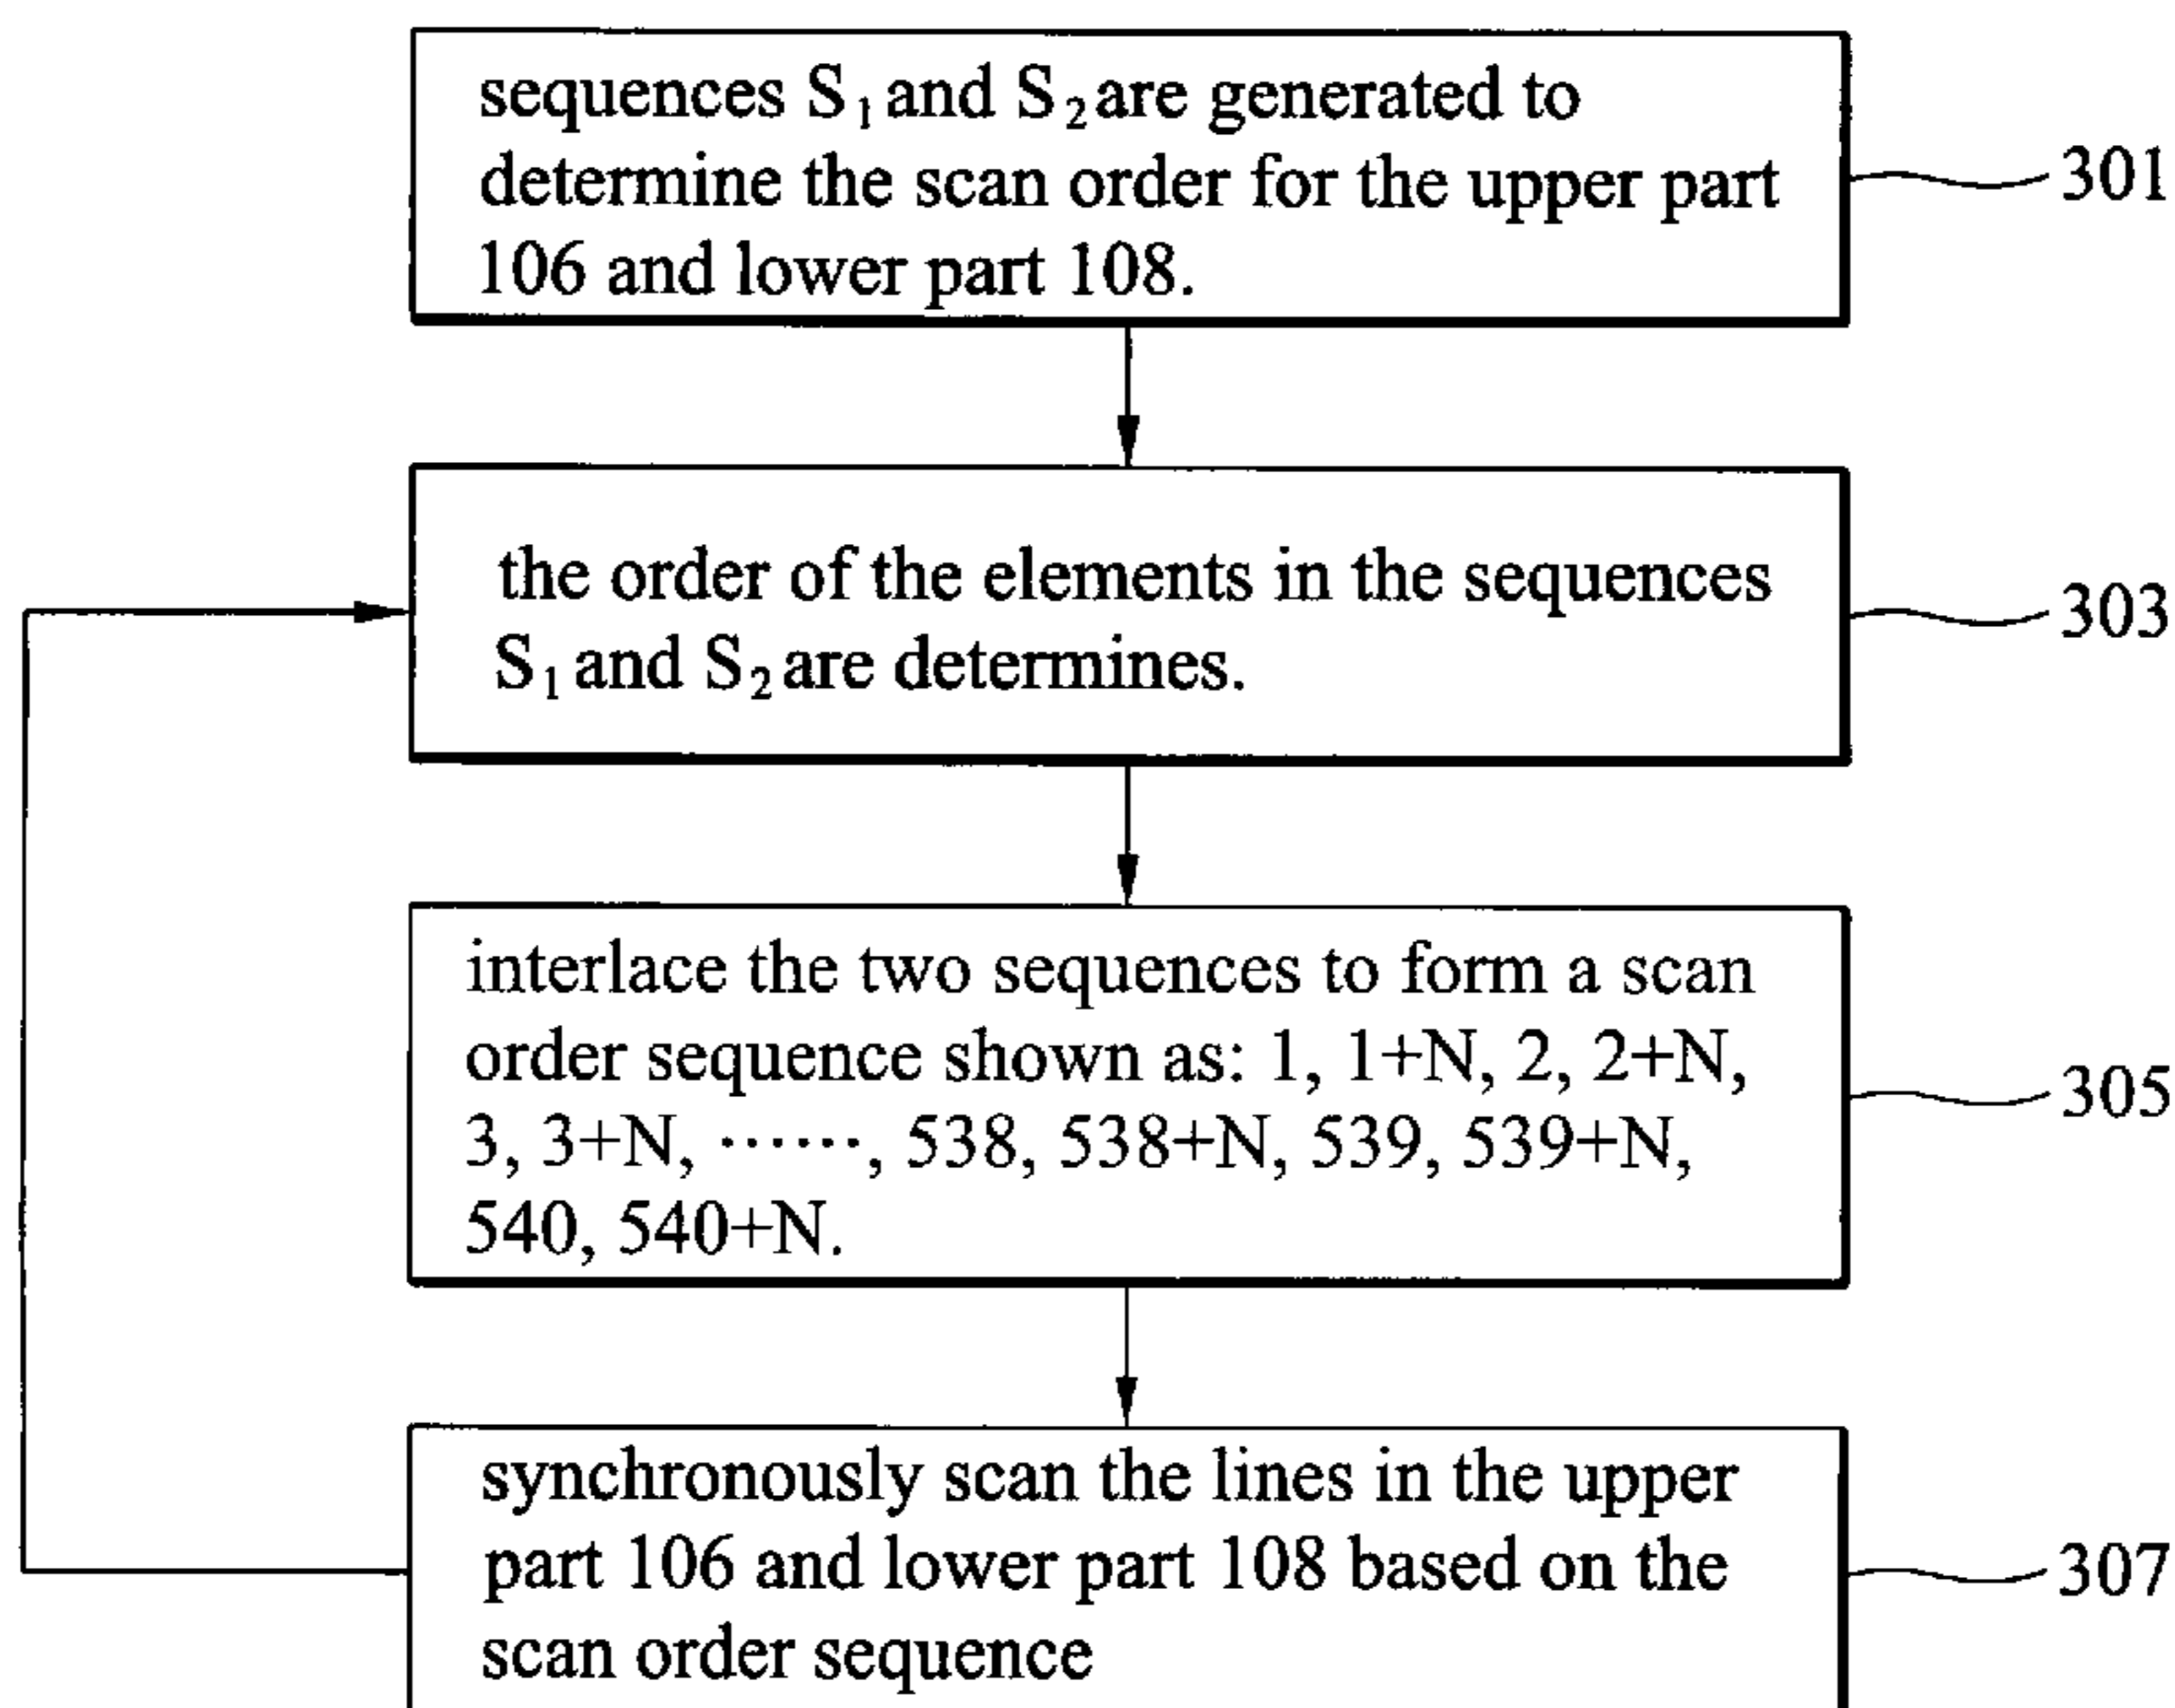 sequences S₁ and S₂ are generated to
determine the scan order for the upper part
106 and lower part 108.
301
the order of the elements in the sequences
S₁ and S₂ are determines.
303
interlace the two sequences to form a scan
order sequence shown as: 1, 1+N, 2, 2+N,
3, 3+N, ······, 538, 538+N, 539, 539+N,
540, 540+N.
305
synchronously scan the lines in the upper
part 106 and lower part 108 based on the
scan order sequence
307